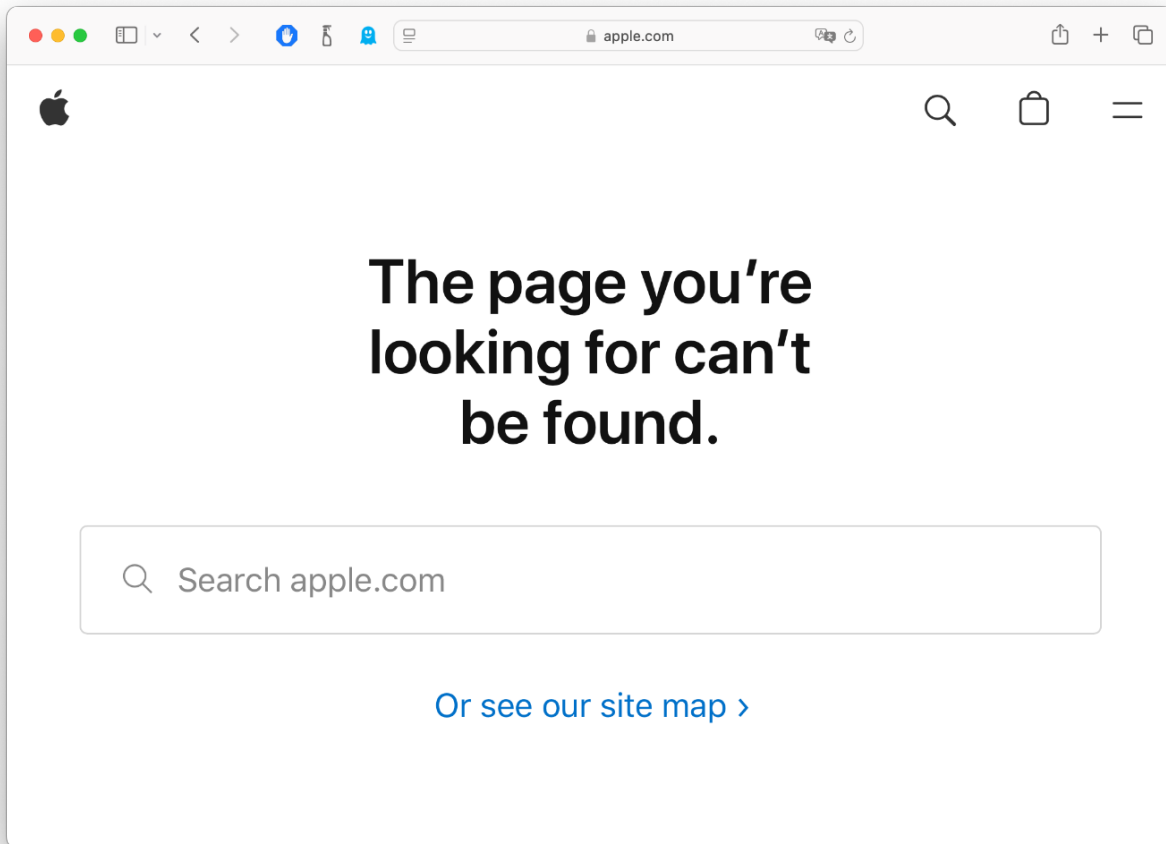 apple.com
The page you’re
looking for can’t
be found.
Search apple.com
Or see our site map ›